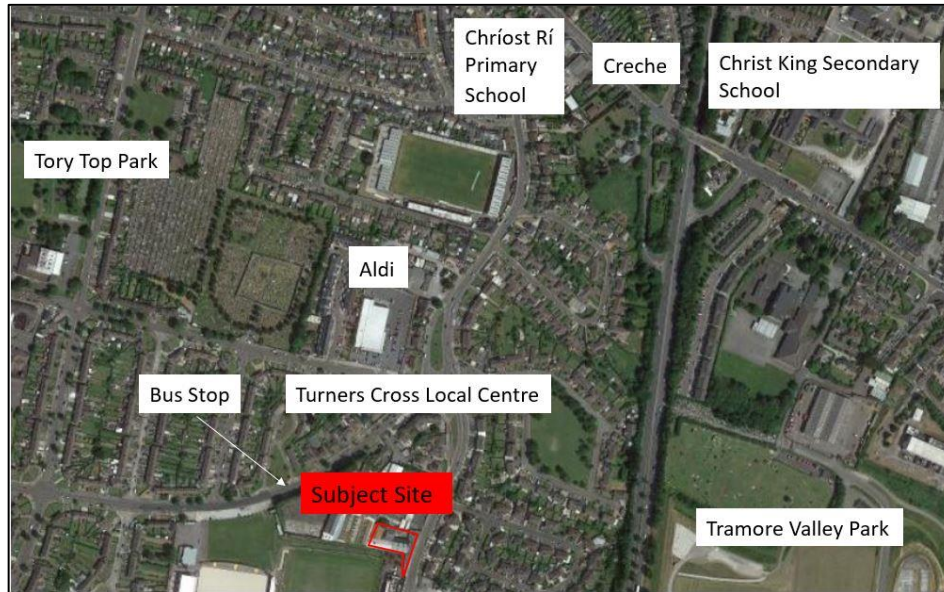 Chríost Rí
Primary
School
Creche
Christ King Secondary
School
Tory Top Park
Aldi
Bus Stop
Turners Cross Local Centre
Subject Site
Tramore Valley Park